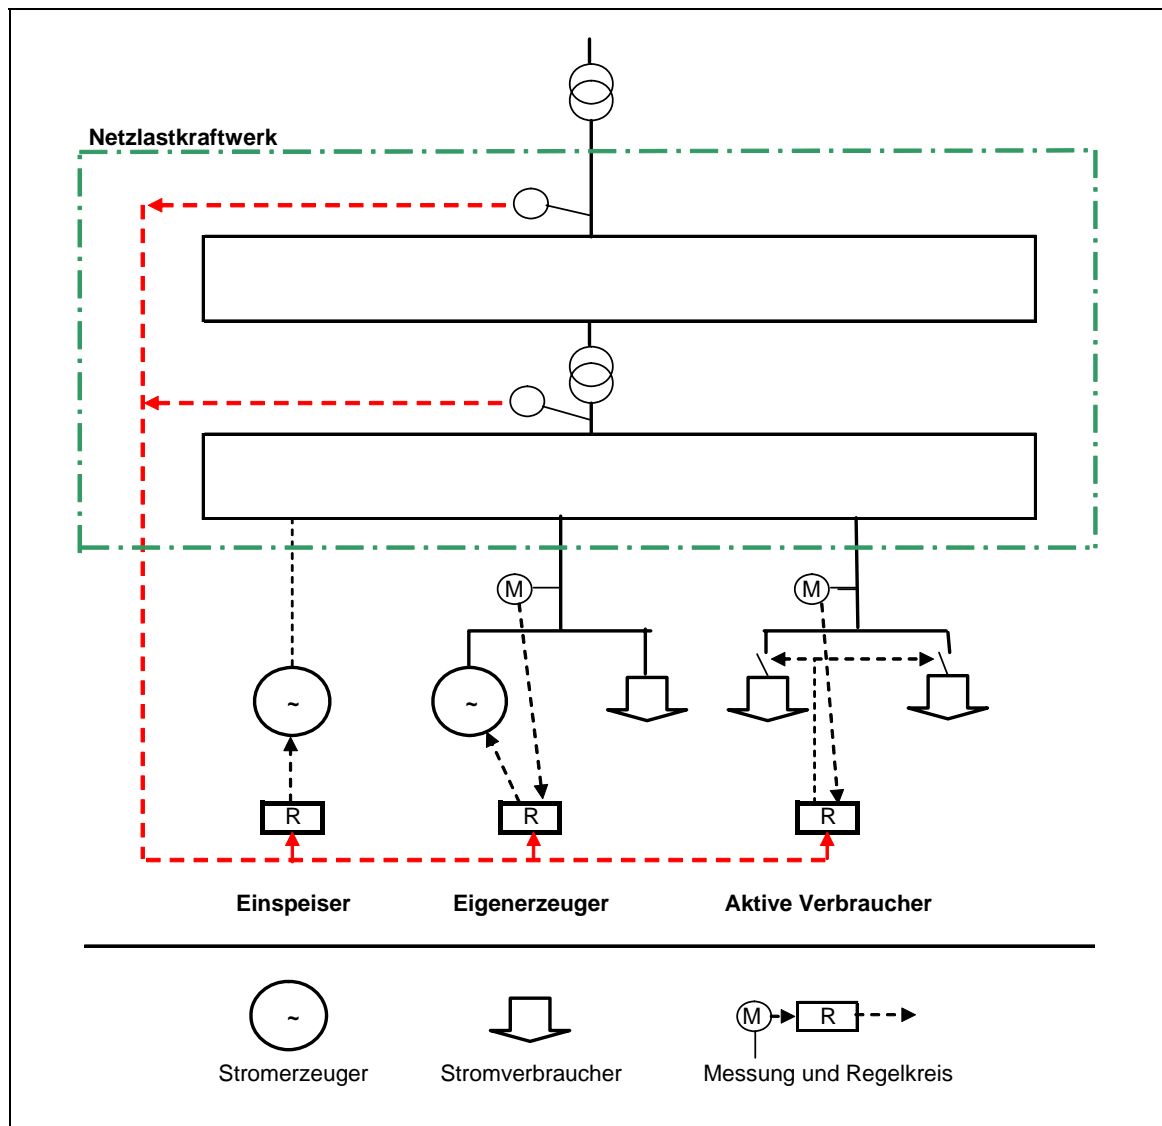 Netzlastkraftwerk
M
M
~
~
R
R
R
Einspeiser
Eigenerzeuger
Aktive Verbraucher
~
M
R
Stromerzeuger
Stromverbraucher
Messung und Regelkreis